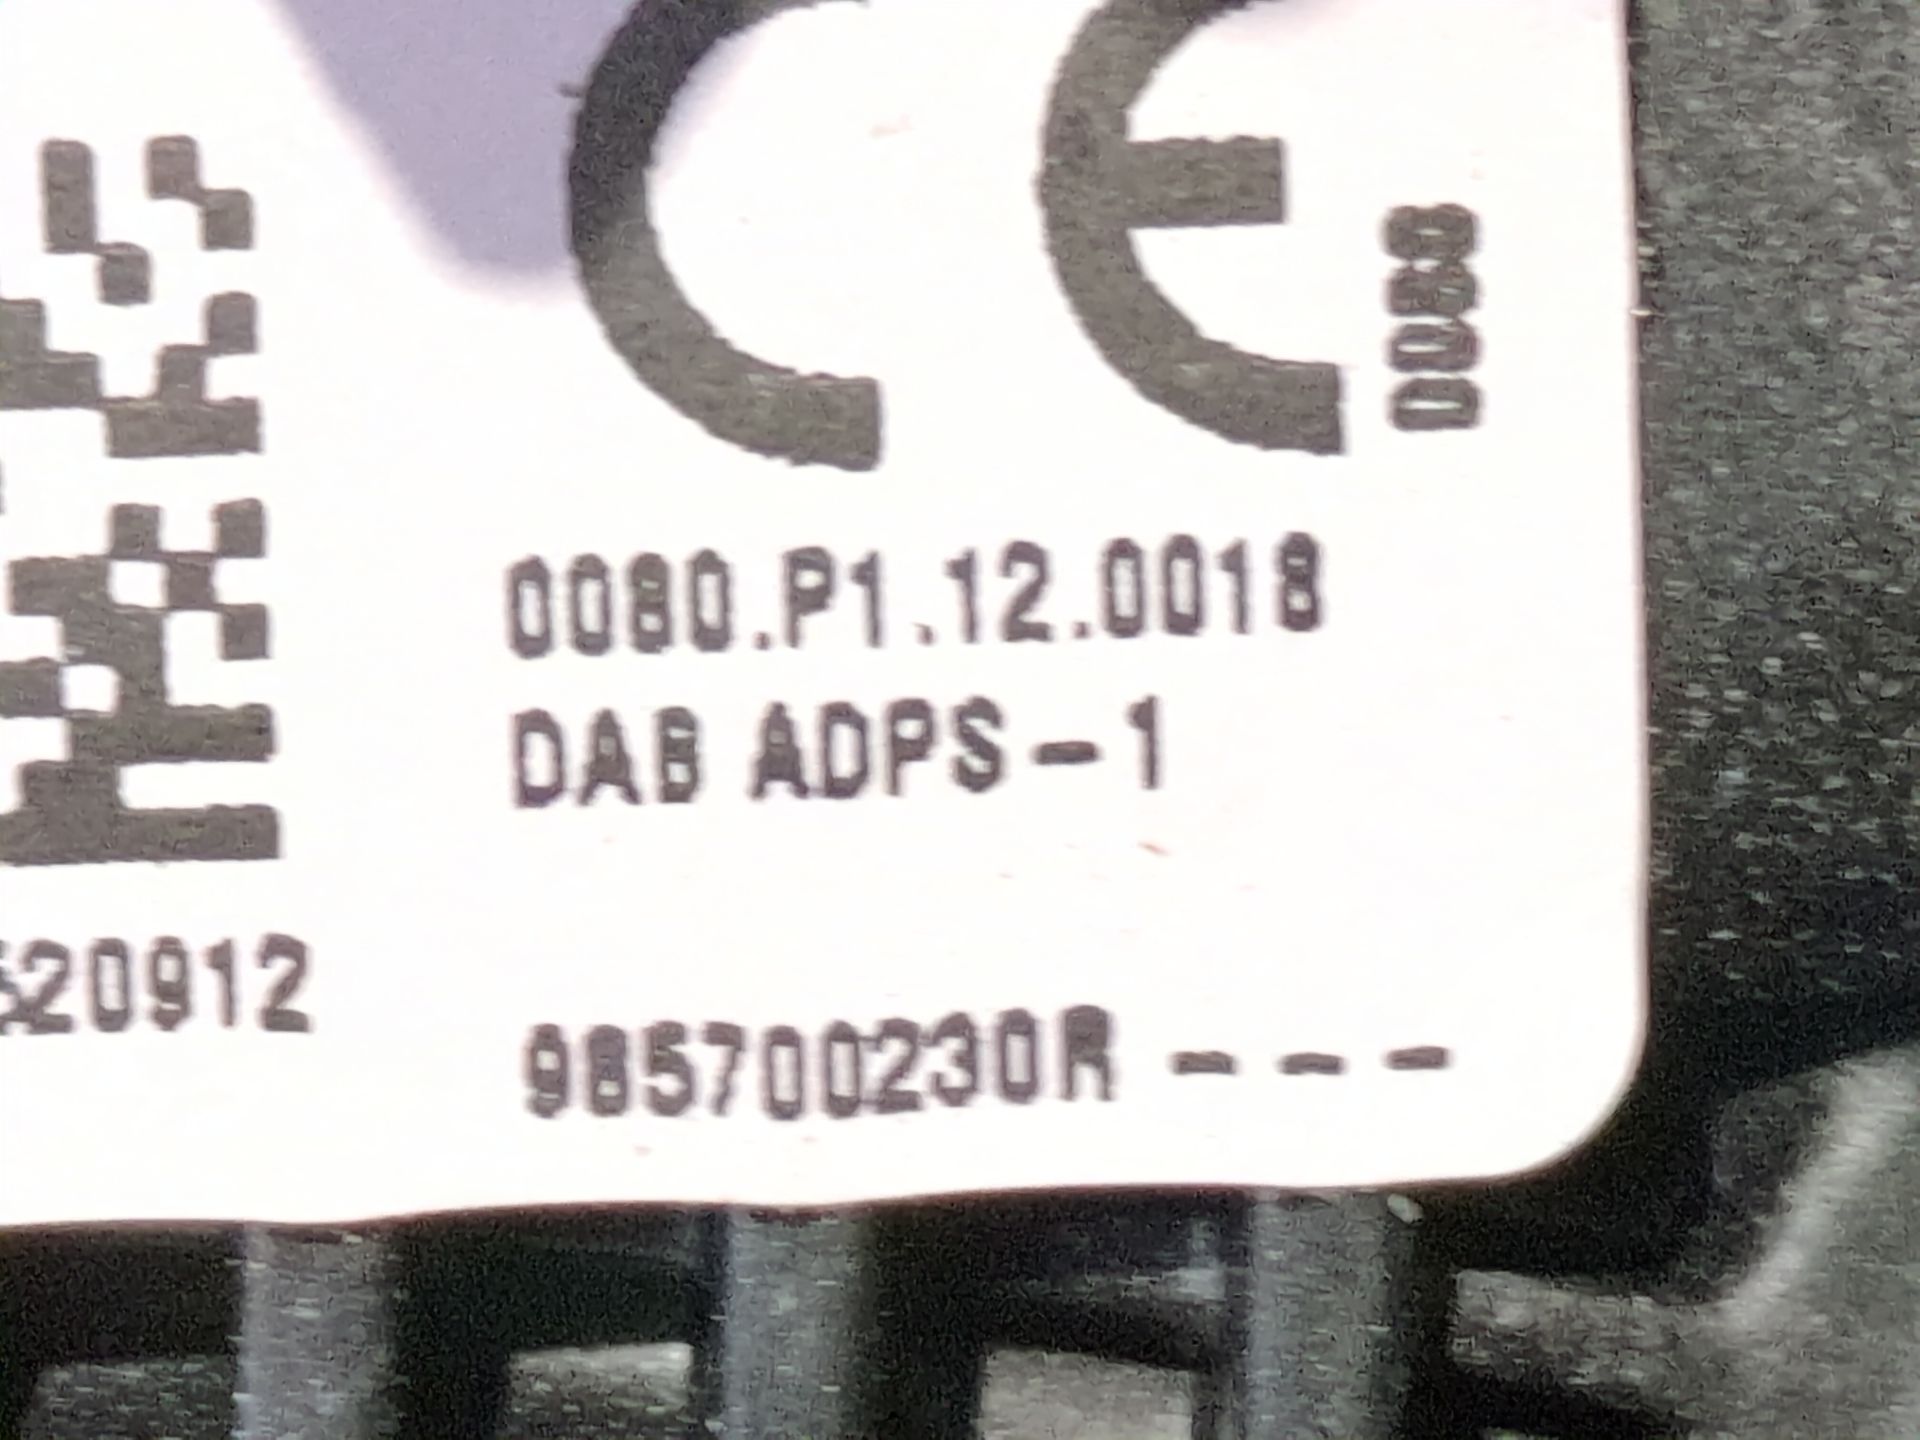 CE
0080
0080.P1.12.0018
DAB ADPS-1
520912
985700230R ---